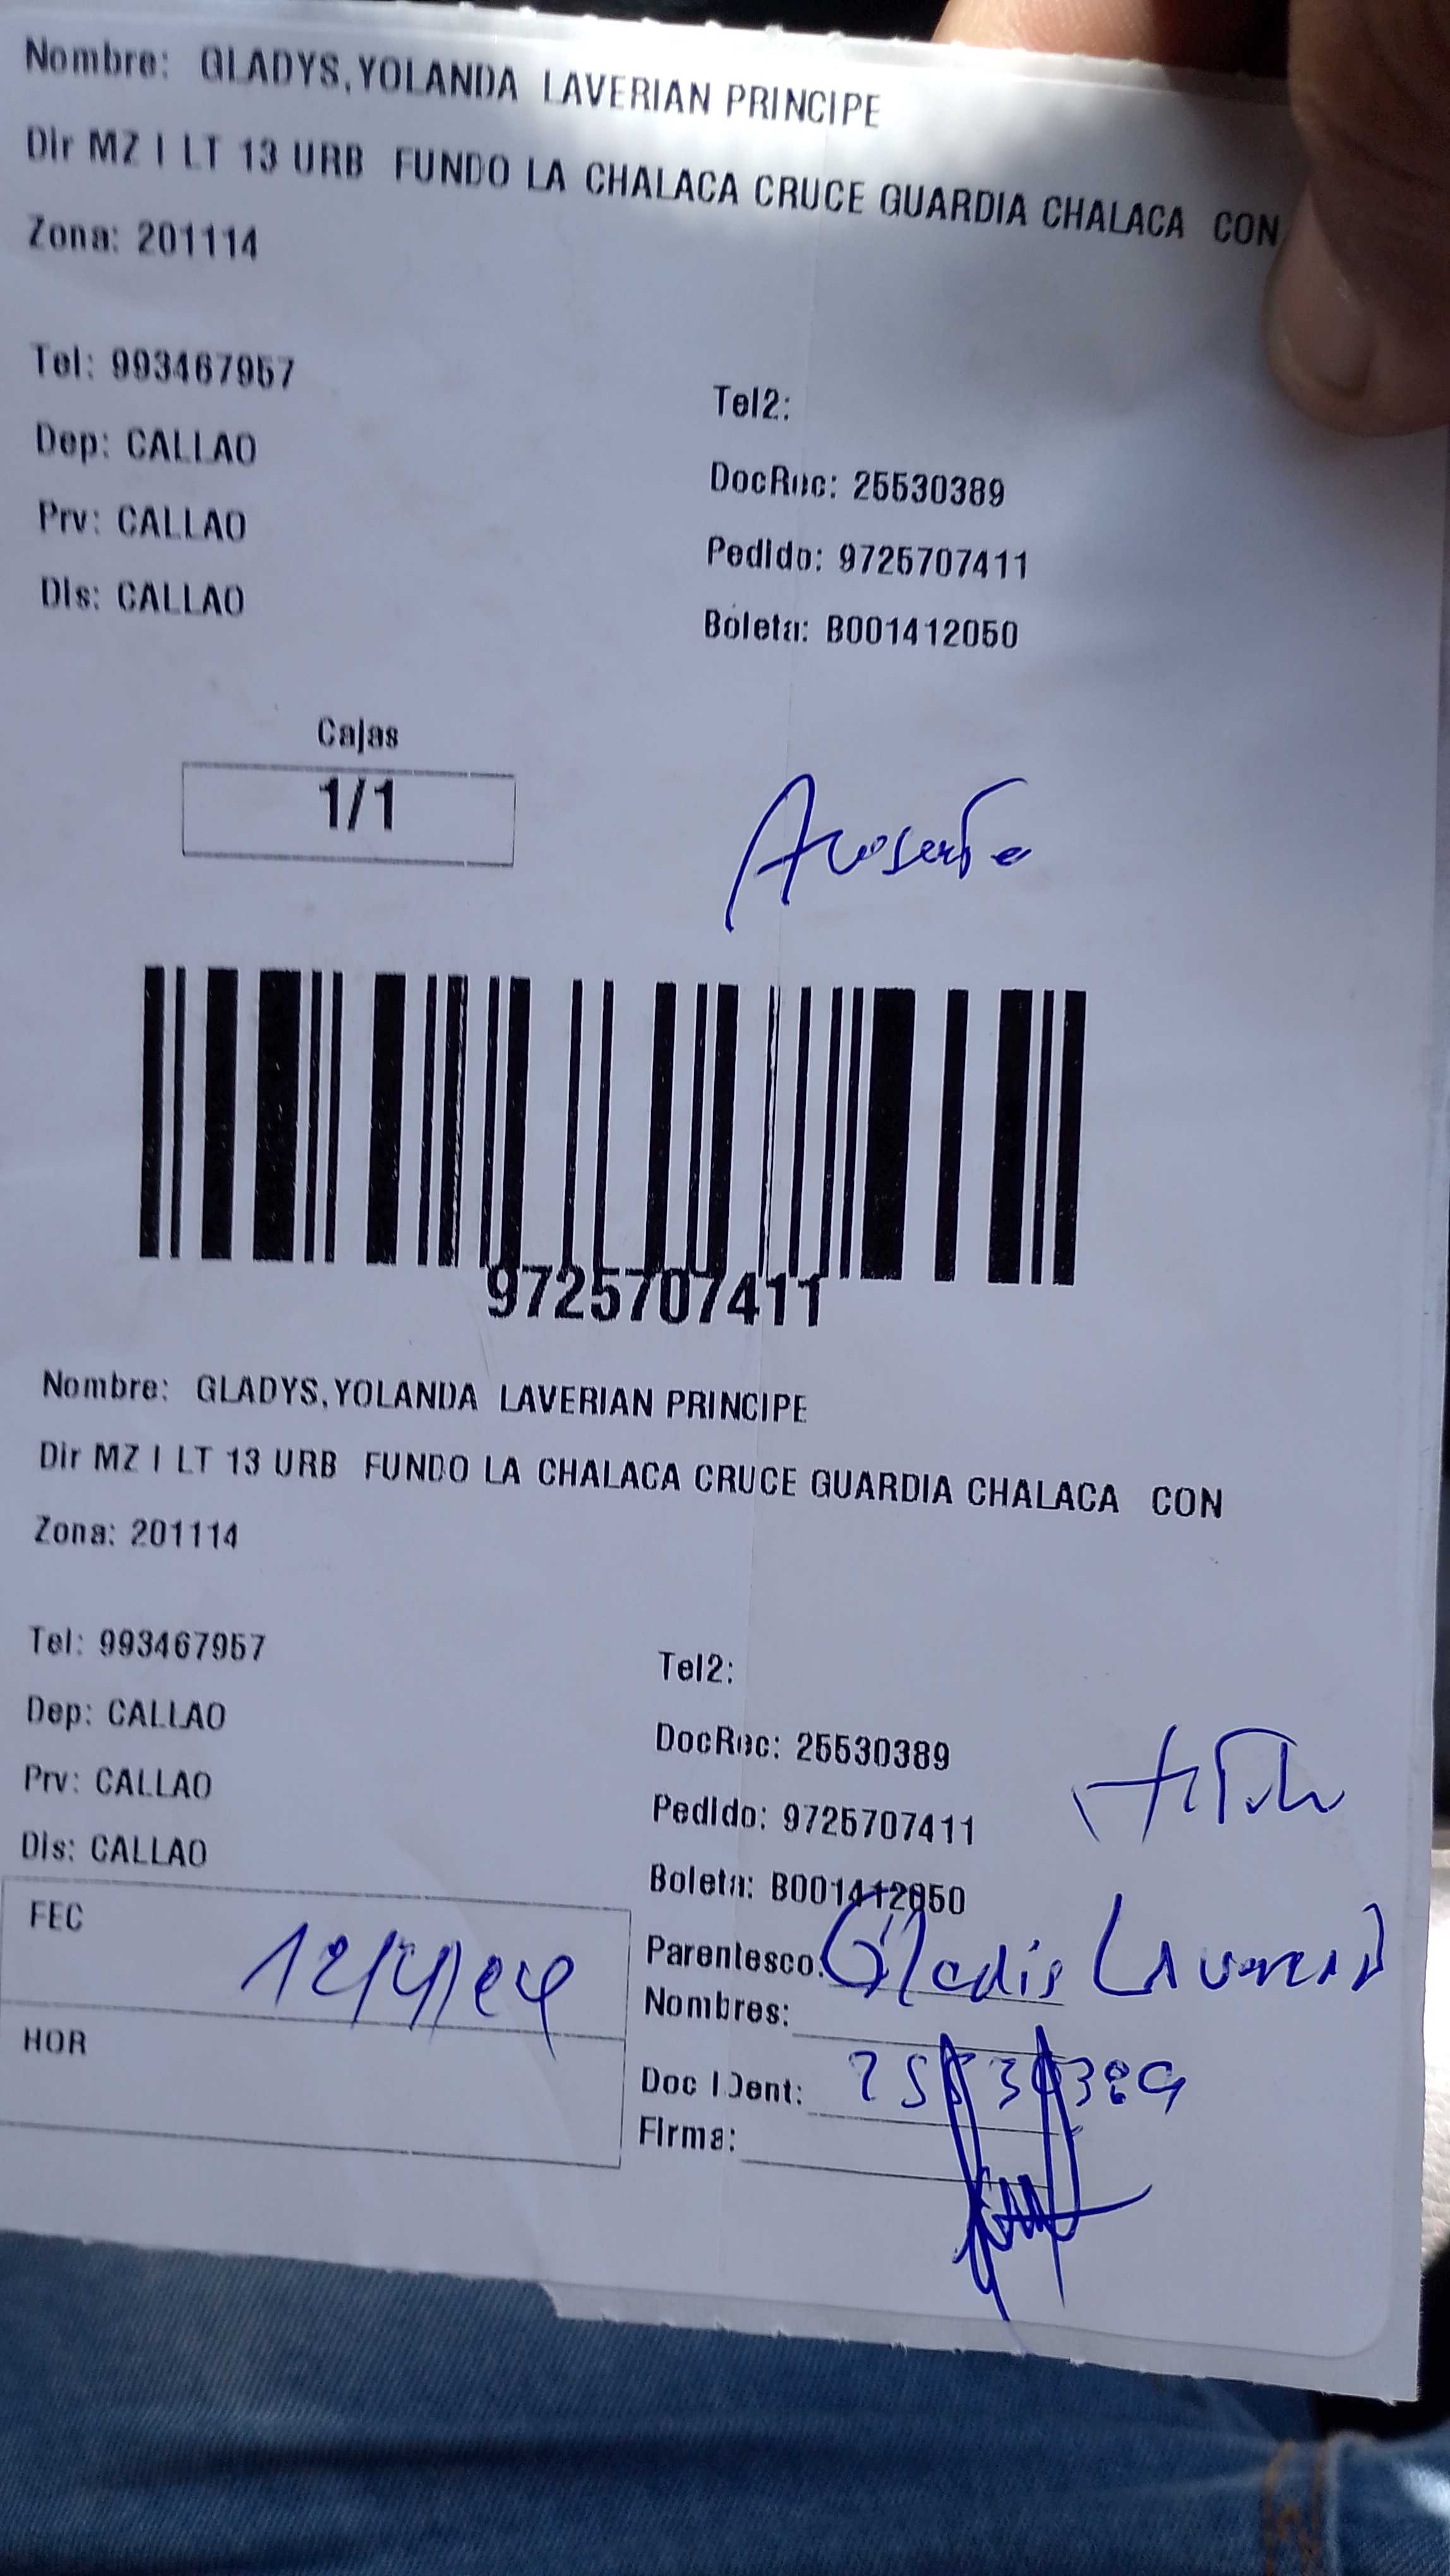 Nombre: GLADYS,YOLANDA LAVERIAN PRINCIPE
Dir MZ I LT 13 URB FUNDO LA CHALACA CRUCE GUARDIA CHALACA CON
Zona: 201114
Tel: 993467957
Tel2:
Dep: CALLAO
DocRec: 25530389
Prv: CALLAO
Pedido: 9725707411
Dis: CALLAO
Boleta: B001412050
Cajas
1/1
9725707411
Nombre: GLADYS,YOLANDA LAVERIAN PRINCIPE
Dir MZ I LT 13 URB FUNDO LA CHALACA CRUCE GUARDIA CHALACA CON
Zona: 201114
Tel: 993467957
Tel2:
Dep: CALLAO
DocRec: 25530389
Prv: CALLAO
Pedido: 9725707411
Dis: CALLAO
Boleta: B001412050
FEC 12/4/24
Parentesco: Gladis
Nombres:
HOR
Doc IDent: 25530389
Firma: